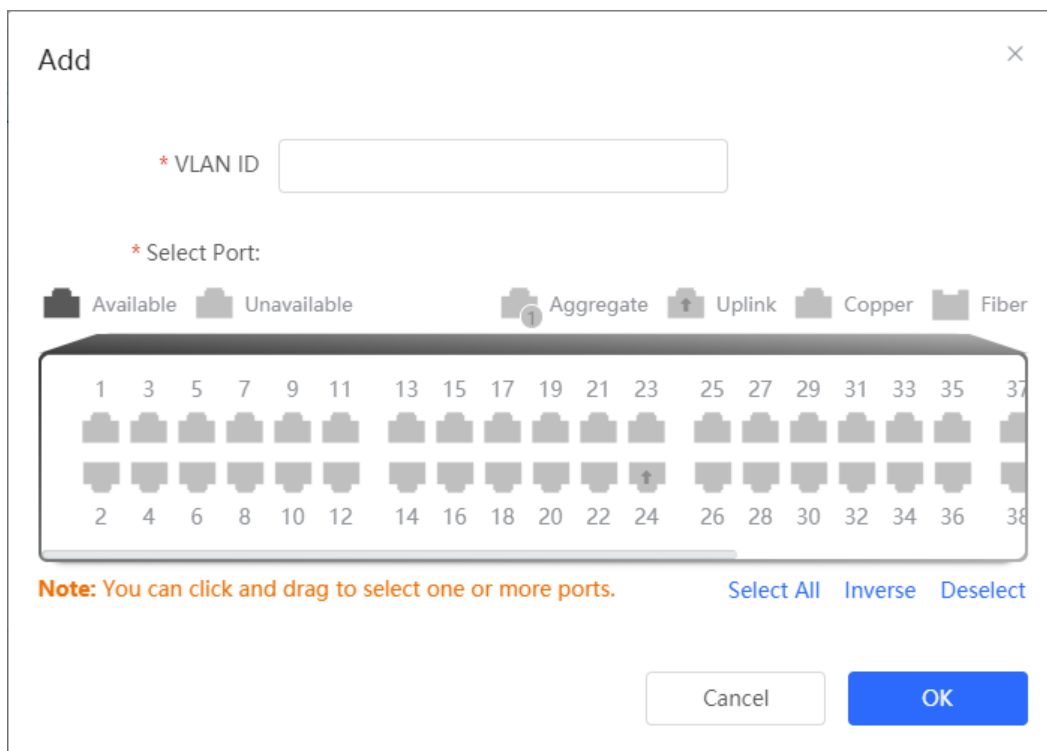 Add
* VLAN ID
* Select Port:
Available Unavailable 1 Aggregate Uplink Copper Fiber
1 3 5 7 9 11 13 15 17 19 21 23 25 27 29 31 33 35 37
2 4 6 8 10 12 14 16 18 20 22 24 26 28 30 32 34 36 38
Note: You can click and drag to select one or more ports. Select All Inverse Deselect
Cancel OK